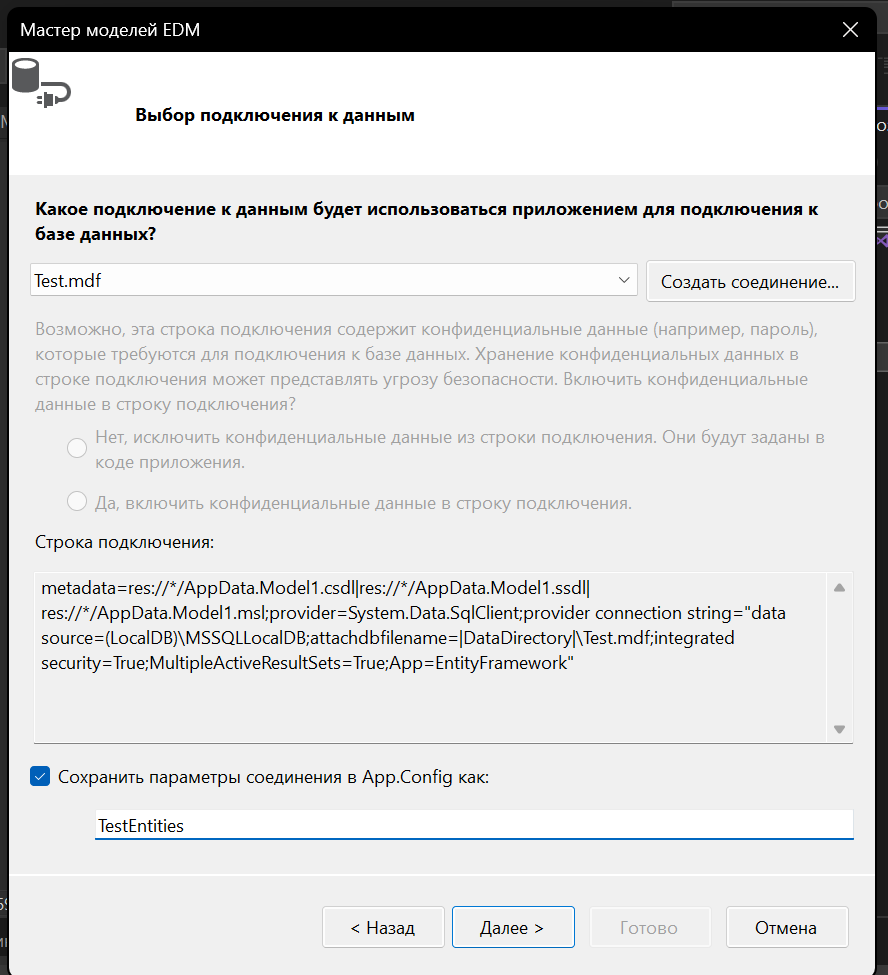 Мастер моделей EDM
Выбор подключения к данным
Какое подключение к данным будет использоваться приложением для подключения к
базе данных?
Test.mdf
Создать соединение...
Возможно, эта строка подключения содержит конфиденциальные данные (например, пароль),
которые требуются для подключения к базе данных. Хранение конфиденциальных данных в
строке подключения может представлять угрозу безопасности. Включить конфиденциальные
данные в строку подключения?
Нет, исключить конфиденциальные данные из строки подключения. Они будут заданы в
коде приложения.
Да, включить конфиденциальные данные в строку подключения.
Строка подключения:
metadata=res://*/AppData.Model1.csdl|res://*/AppData.Model1.ssdl|
res://*/AppData.Model1.msl;provider=System.Data.SqlClient;provider connection string="data
source=(LocalDB)\MSSQLLocalDB;attachdbfilename=|DataDirectory|\Test.mdf;integrated
security=True;MultipleActiveResultSets=True;App=EntityFramework"
Сохранить параметры соединения в App.Config как:
TestEntities
< Назад
Далее >
Готово
Отмена